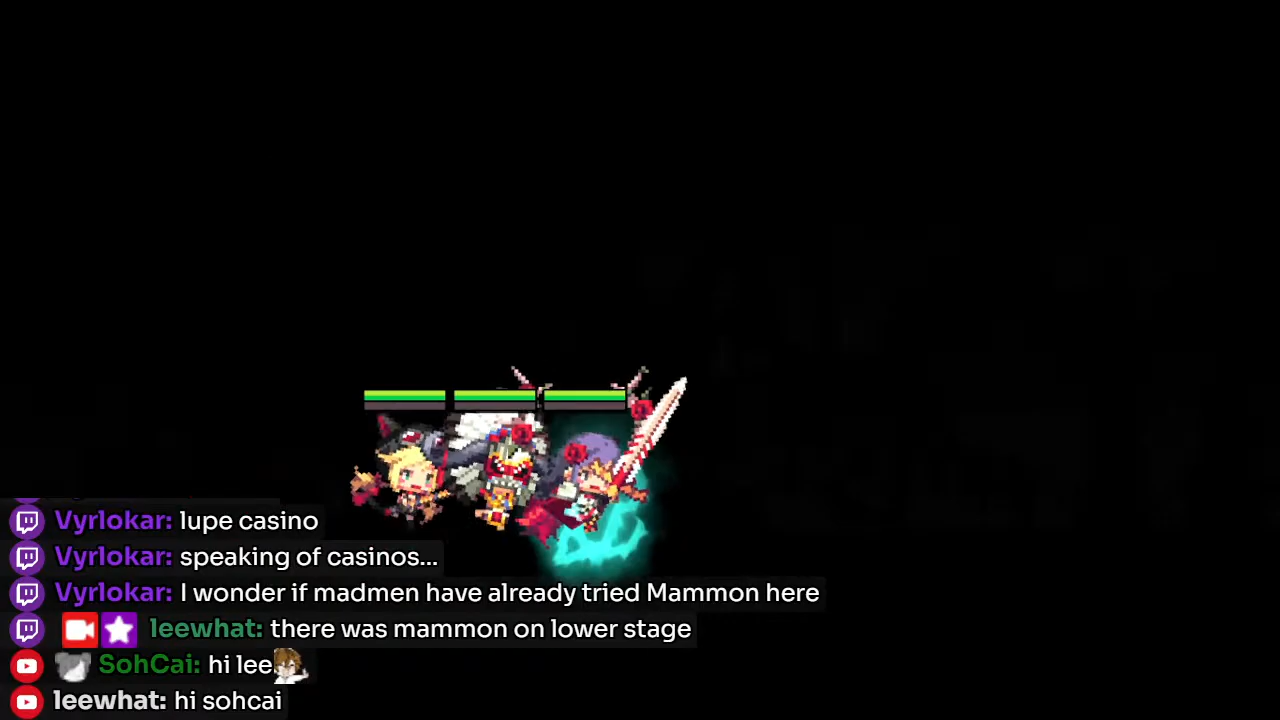 Vyrlokar: lupe casino
Vyrlokar: speaking of casinos...
Vyrlokar: I wonder if madmen have already tried Mammon here
leewhat: there was mammon on lower stage
SohCai: hi lee
leewhat: hi sohcai